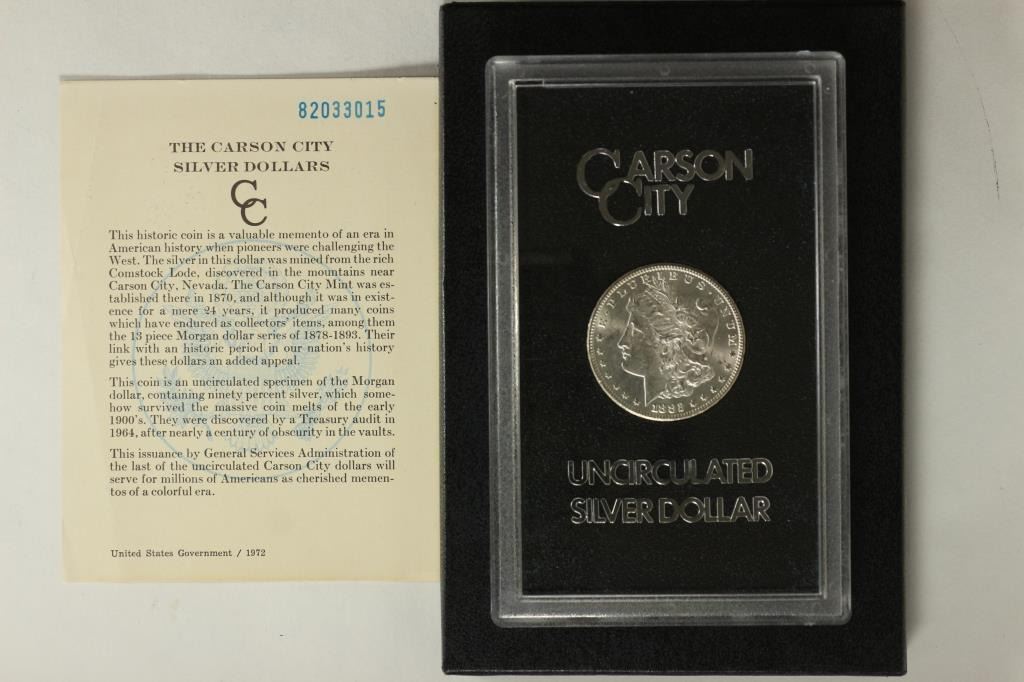 82033015
THE CARSON CITY
SILVER DOLLARS
CC
This historic coin is a valuable memento of an era in
American history when pioneers were challenging the
West. The silver in this dollar was mined from the rich
Comstock Lode, discovered in the mountains near
Carson City, Nevada. The Carson City Mint was es-
tablished there in 1870, and although it was in exist-
ence for a mere 24 years, it produced many coins
which have endured as collectors' items, among them
the 13 piece Morgan dollar series of 1878-1893. Their
link with an historic period in our nation's history
gives these dollars an added appeal.
This coin is an uncirculated specimen of the Morgan
dollar, containing ninety percent silver, which some-
how survived the massive coin melts of the early
1900's. They were discovered by a Treasury audit in
1964, after nearly a century of obscurity in the vaults.
This issuance by General Services Administration of
the last of the uncirculated Carson City dollars will
serve for millions of Americans as cherished memen-
tos of a colorful era.
United States Government / 1972
CARSON
CITY
E·PLURIBUS·UNUM
1882
UNCIRCULATED
SILVER DOLLAR